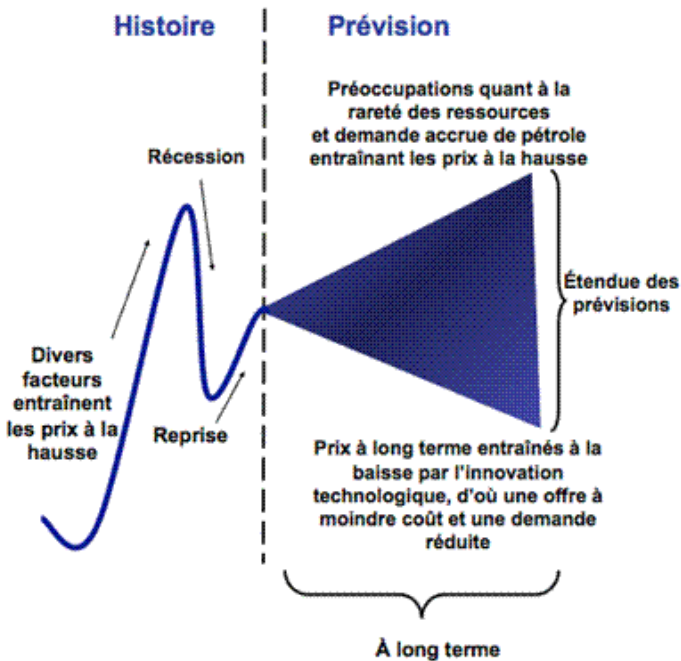 Histoire
Prévision
Préoccupations quant à la
rareté des ressources
et demande accrue de pétrole
entraînant les prix à la hausse
Récession
Étendue des
prévisions
Divers
facteurs
entraînent
les prix à la
hausse
Reprise
Prix à long terme entraînés à la
baisse par l'innovation
technologique, d'où une offre à
moindre coût et une demande
réduite
À long terme